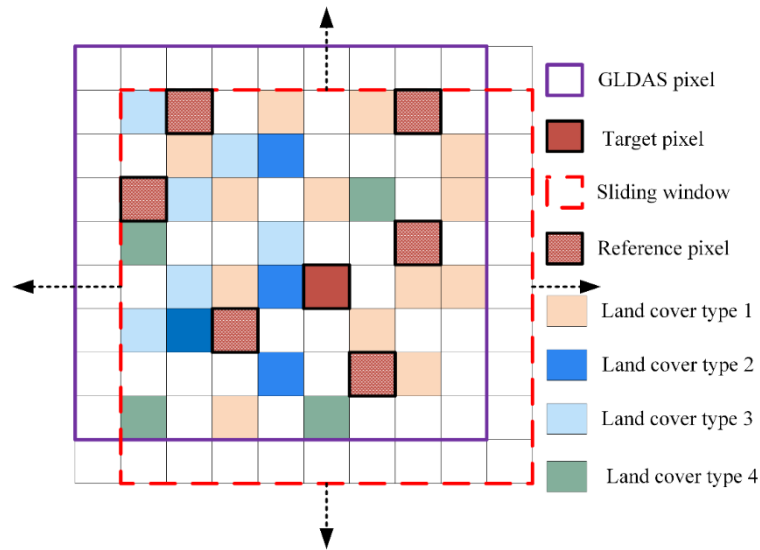 GLDAS pixel
Target pixel
Sliding window
Reference pixel
Land cover type 1
Land cover type 2
Land cover type 3
Land cover type 4